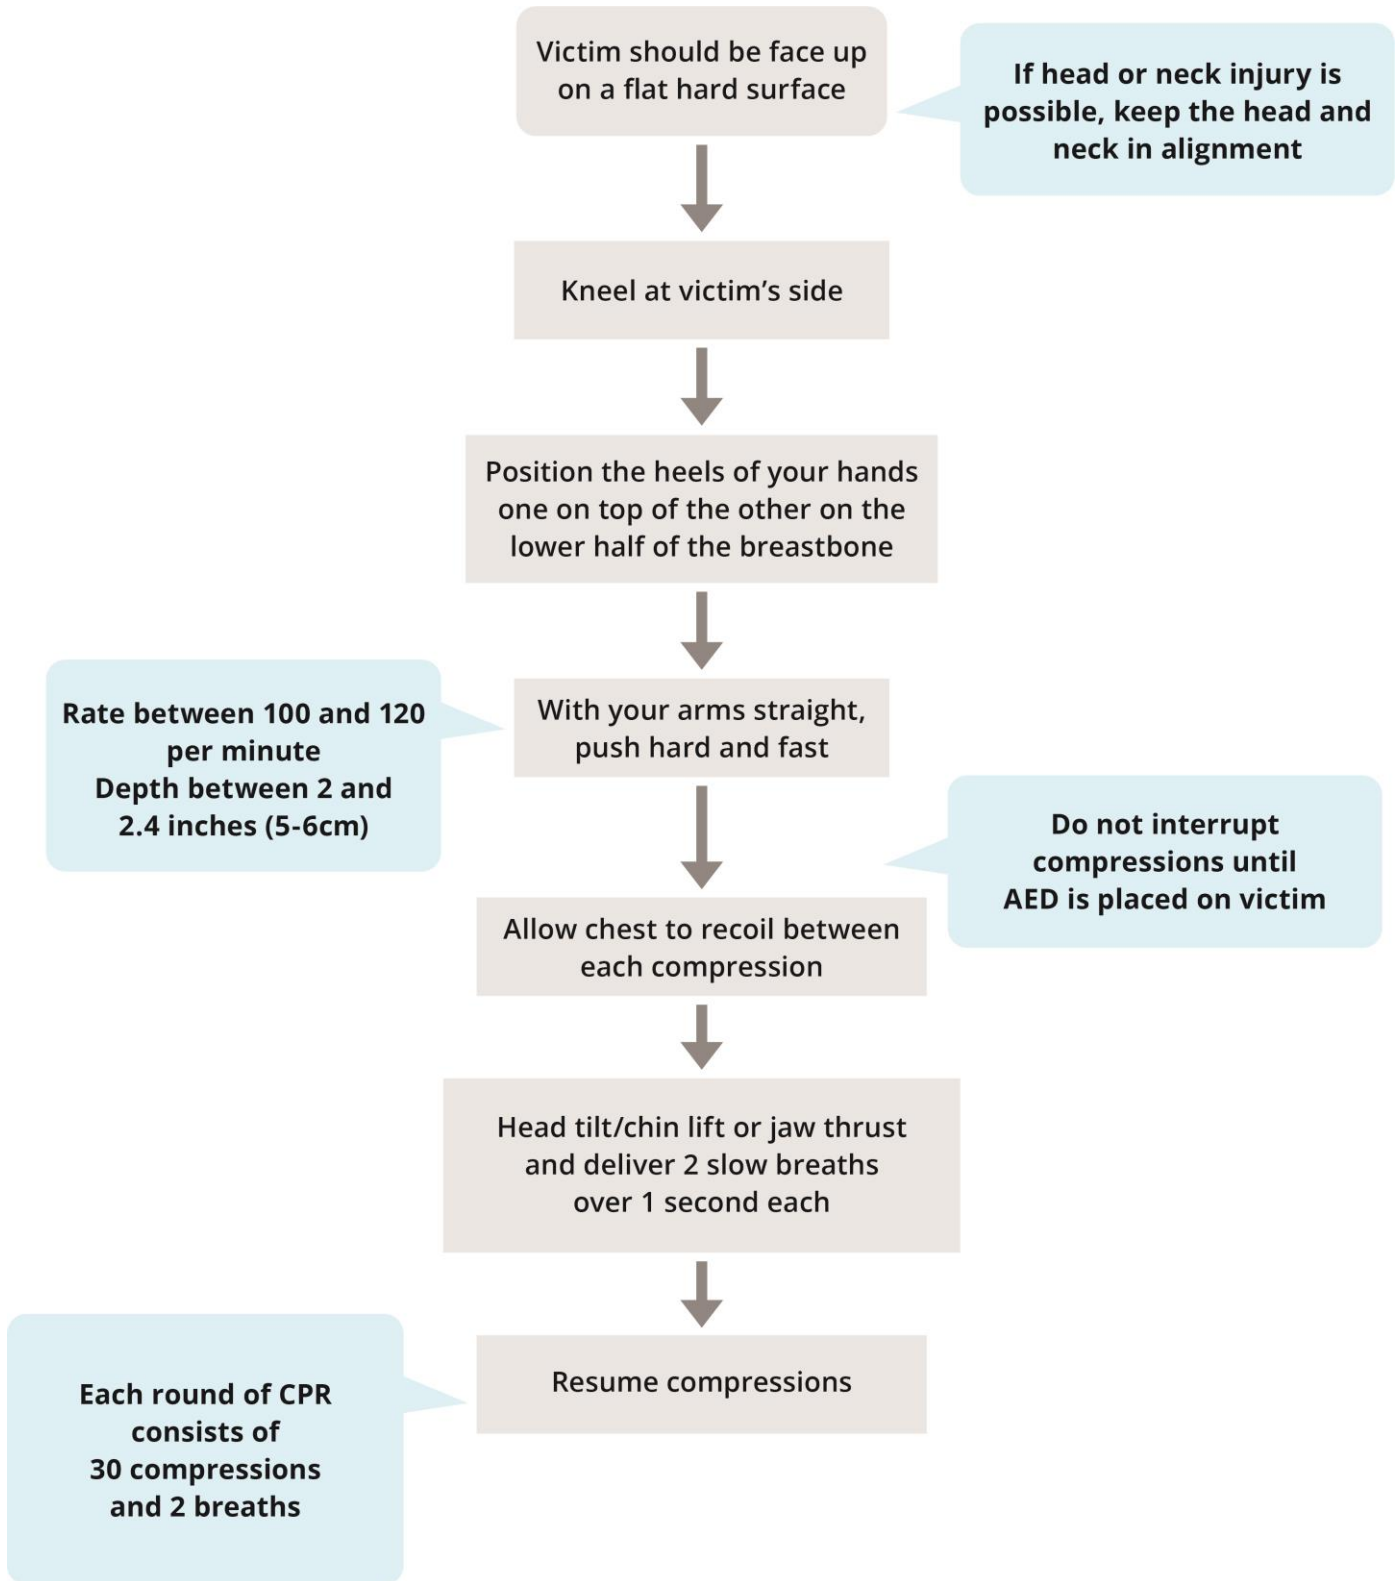 Victim should be face up
on a flat hard surface
If head or neck injury is
possible, keep the head and
neck in alignment
Kneel at victim’s side
Position the heels of your hands
one on top of the other on the
lower half of the breastbone
With your arms straight,
push hard and fast
Rate between 100 and 120
per minute
Depth between 2 and
2.4 inches (5-6cm)
Do not interrupt
compressions until
AED is placed on victim
Allow chest to recoil between
each compression
Head tilt/chin lift or jaw thrust
and deliver 2 slow breaths
over 1 second each
Resume compressions
Each round of CPR
consists of
30 compressions
and 2 breaths